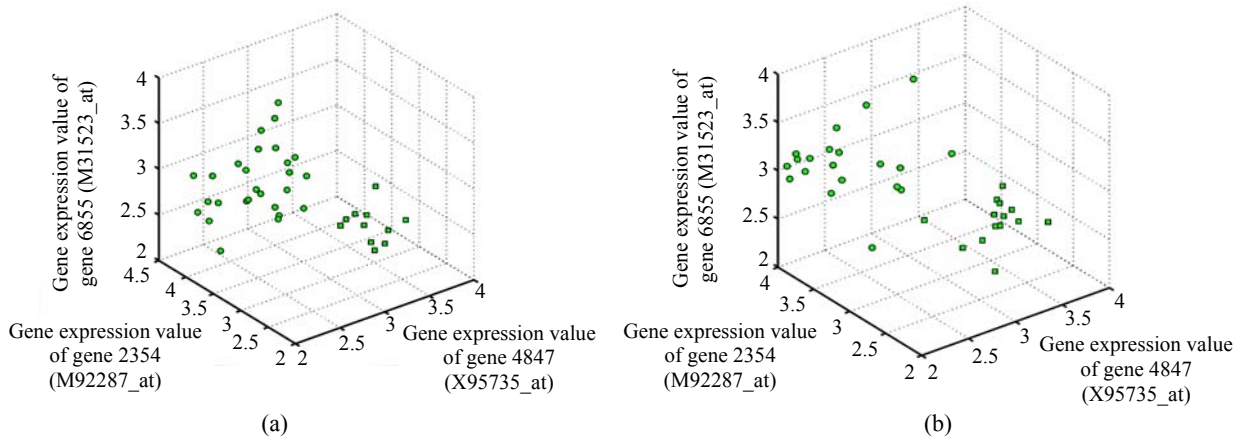 Gene expression value of
gene 6855 (M31523_at)
4
3.5
3
2.5
2
4.5
4
3.5
3
2.5
2
2
2.5
3
3.5
4
Gene expression value
of gene 2354
(M92287_at)
Gene expression value
of gene 4847
(X95735_at)
(a)
Gene expression value of
gene 6855 (M31523_at)
4
3.5
3
2.5
2
4
3.5
3
2.5
2
2
2.5
3
3.5
4
Gene expression value
of gene 2354
(M92287_at)
Gene expression value
of gene 4847
(X95735_at)
(b)